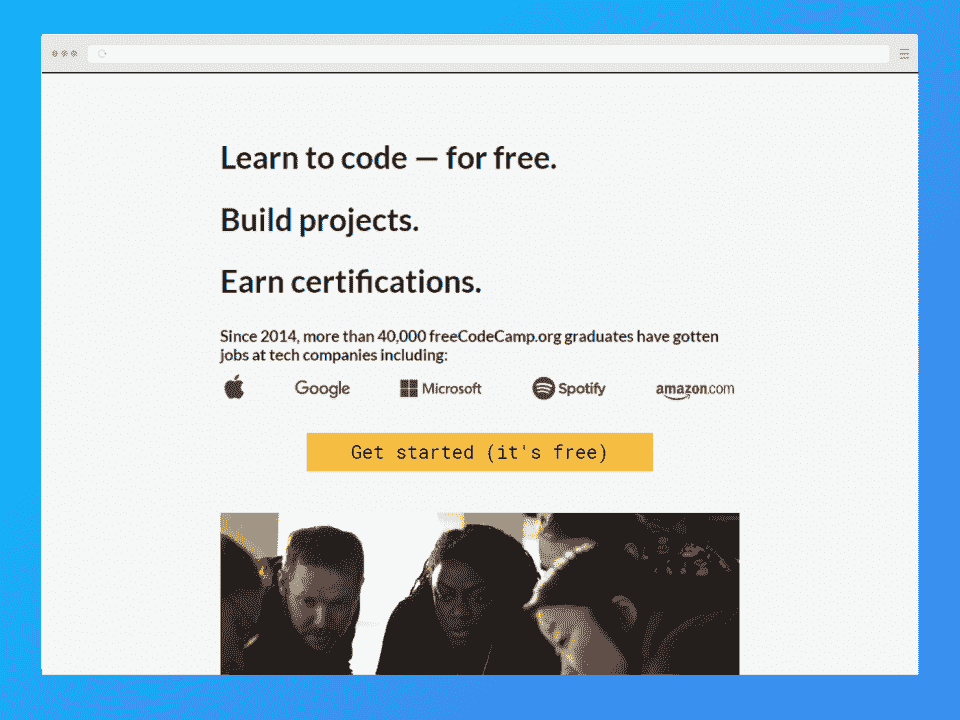 Learn to code — for free.
Build projects.
Earn certifications.
Since 2014, more than 40,000 freeCodeCamp.org graduates have gotten
jobs at tech companies including:
Google Microsoft Spotify amazon.com
Get started (it's free)